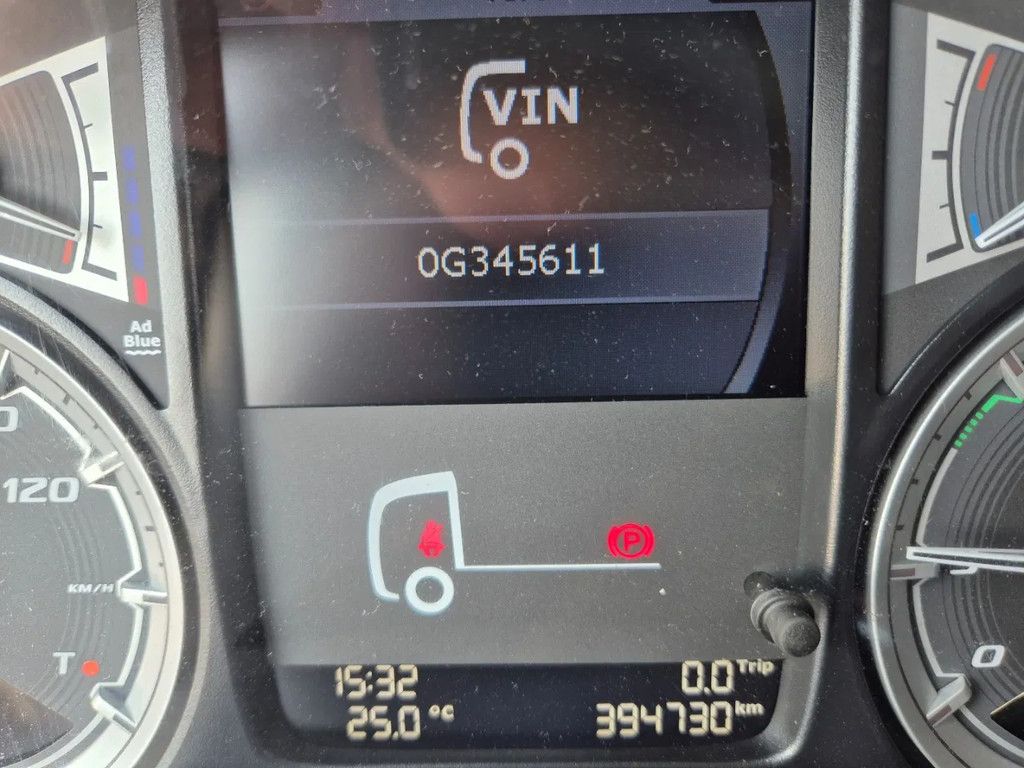 VIN
0G345611
Ad
Blue
120
KM/H
T
P
0
15:32
0.0 Trip
25.0 °C
394730 km